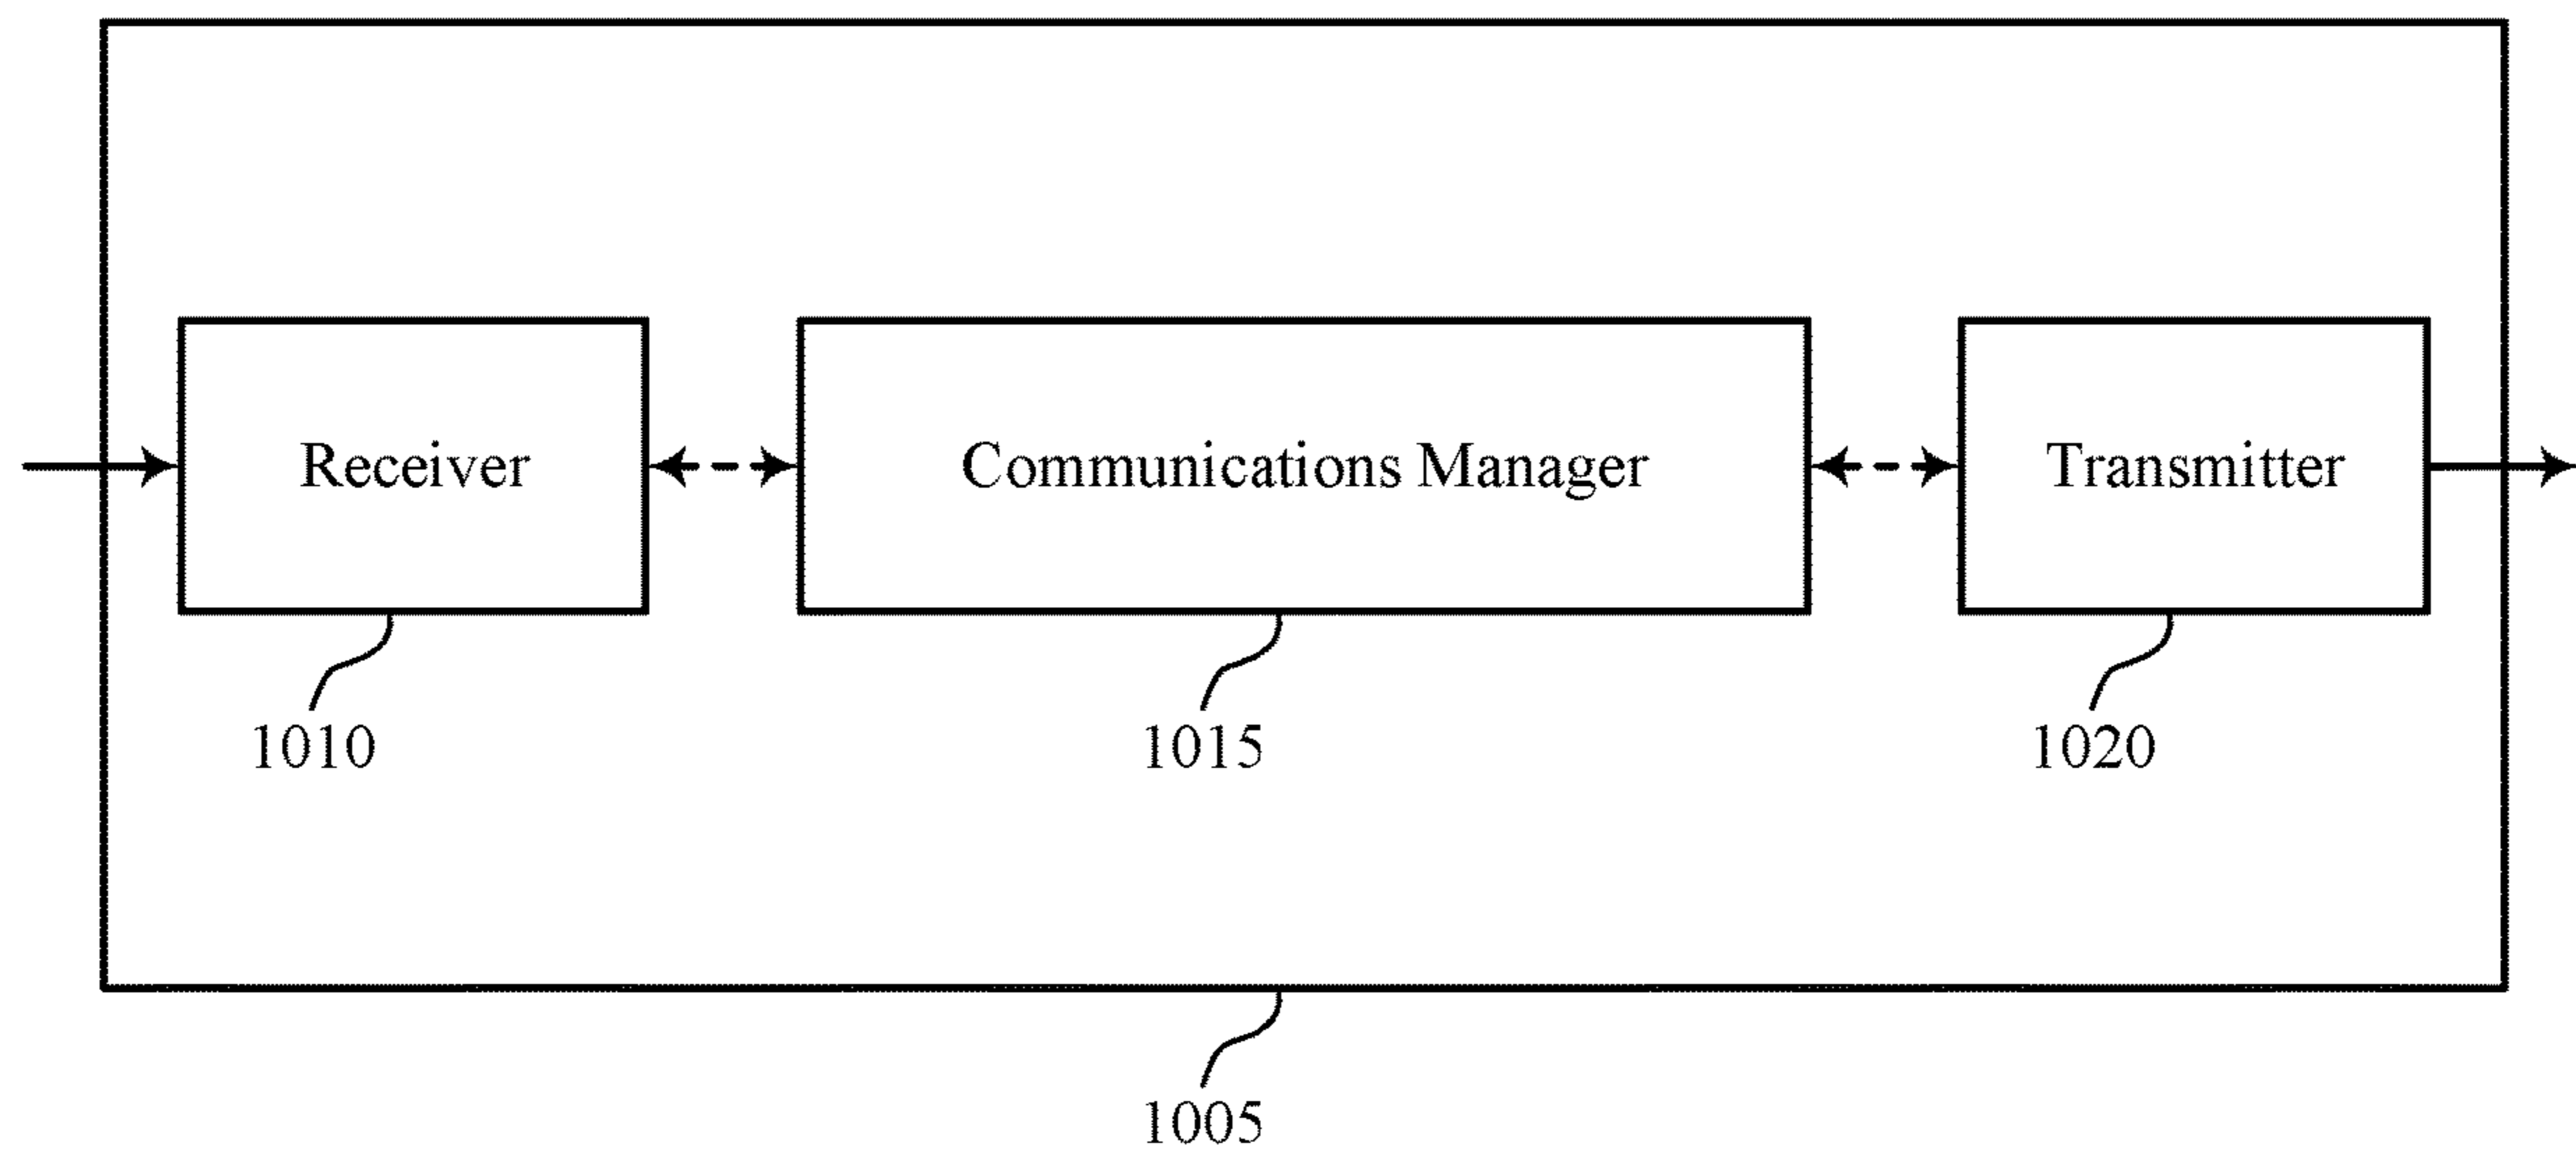 Receiver
Communications Manager
Transmitter
1010
1015
1020
1005